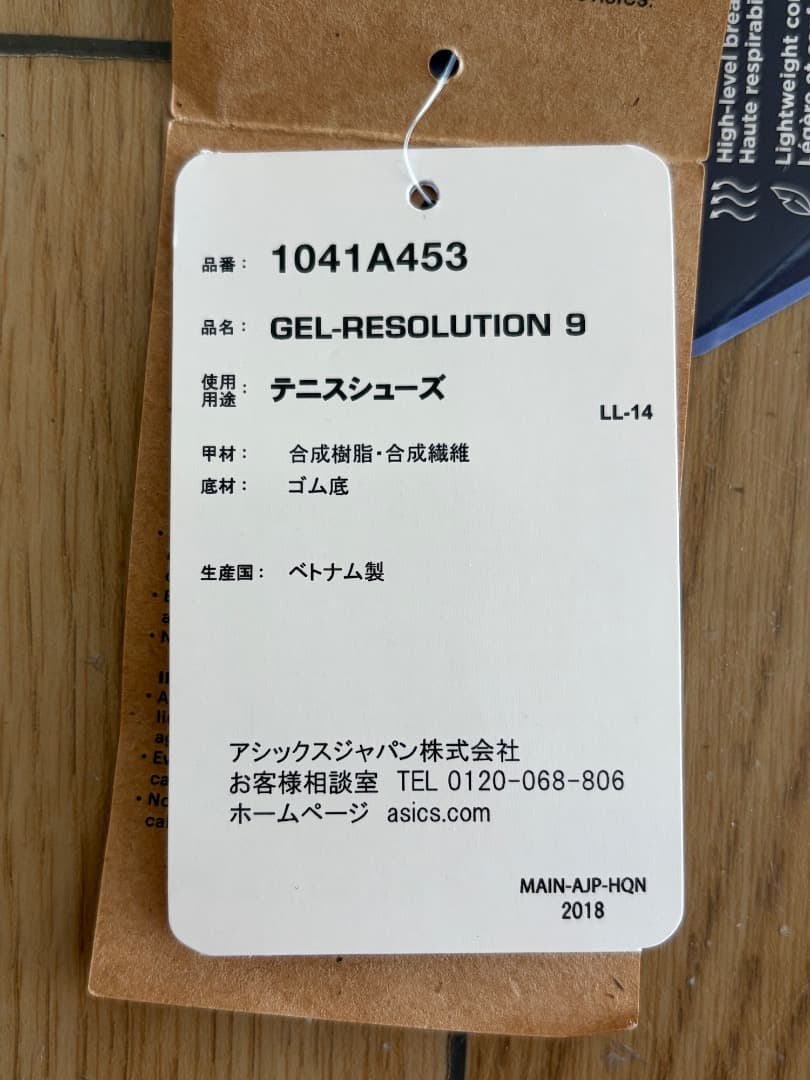 High-level
Haute
Lightweight
品番： 1041A453
品名： GEL-RESOLUTION 9
使用用途： テニスシューズ
LL-14
甲材： 合成樹脂・合成繊維
底材： ゴム底
生産国： ベトナム製
アシックスジャパン株式会社
お客様相談室 TEL 0120-068-806
ホームページ asics.com
MAIN-AJP-HQN
2018